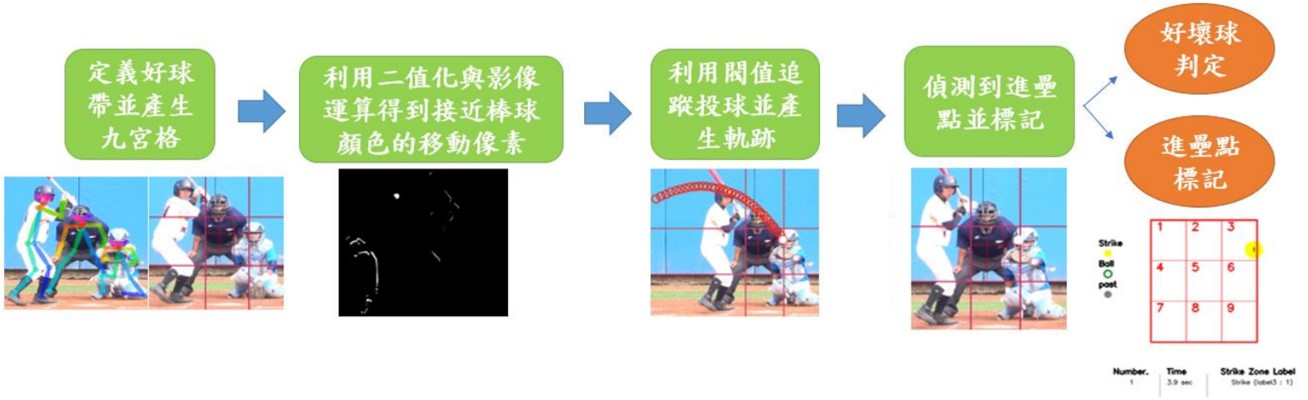 定義好球
帶並產生
九宮格
利用二值化與影像
運算得到接近棒球
顏色的移動像素
利用閥值追
蹤投球並產
生軌跡
偵測到進壘
點並標記
好壞球
判定
進壘點
標記
Strike
Ball
past
1 2 3
1
4 5 6
7 8 9
Number. Time Strike Zone Label
1 3.9 sec Strike (label3 : 1)